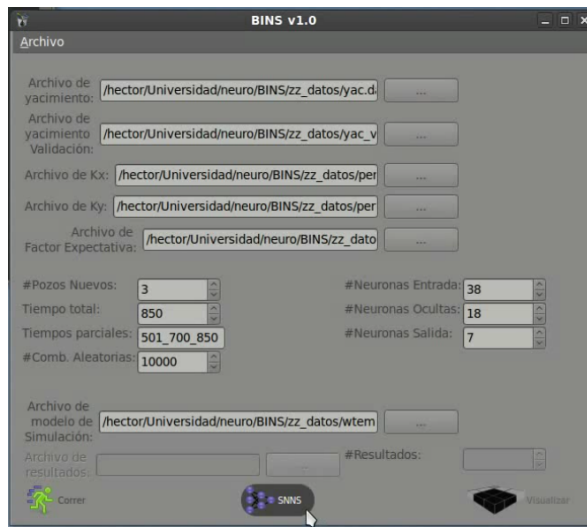 BINS v1.0
Archivo
Archivo de
yacimiento: /hector/Universidad/neuro/BINS/zz_datos/yac.d ...
Archivo de
yacimiento
Validación: /hector/Universidad/neuro/BINS/zz_datos/yac_v ...
Archivo de Kx: /hector/Universidad/neuro/BINS/zz_datos/per ...
Archivo de Ky: /hector/Universidad/neuro/BINS/zz_datos/per ...
Archivo de
Factor Expectativa: /hector/Universidad/neuro/BINS/zz_dato ...
#Pozos Nuevos: 3 #Neuronas Entrada: 38
Tiempo total: 850 #Neuronas Ocultas: 18
Tiempos parciales: 501_700_850 #Neuronas Salida: 7
#Comb. Aleatorias: 10000
Archivo de
modelo de
Simulación: /hector/Universidad/neuro/BINS/zz_datos/wtem ...
Archivo de
resultados: ... #Resultados:
Correr SNNS Visualizar